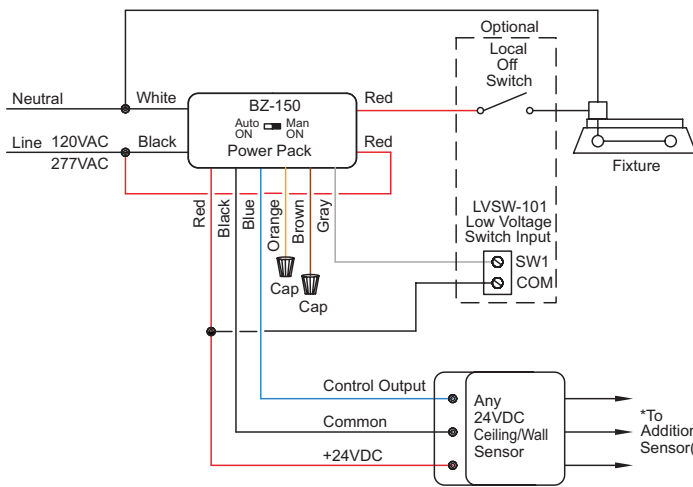 Optional
Local
Off
Switch
Neutral
White
BZ-150
Red
Auto
ON
Man
ON
Red
Line 120VAC
277VAC
Black
Power Pack
Fixture
Red
Black
Blue
Orange
Brown
Gray
LVSW-101
Low Voltage
Switch Input
SW1
COM
Cap
Cap
Control Output
Common
+24VDC
Any
24VDC
Ceiling/Wall
Sensor
*To
Addition
Sensor(